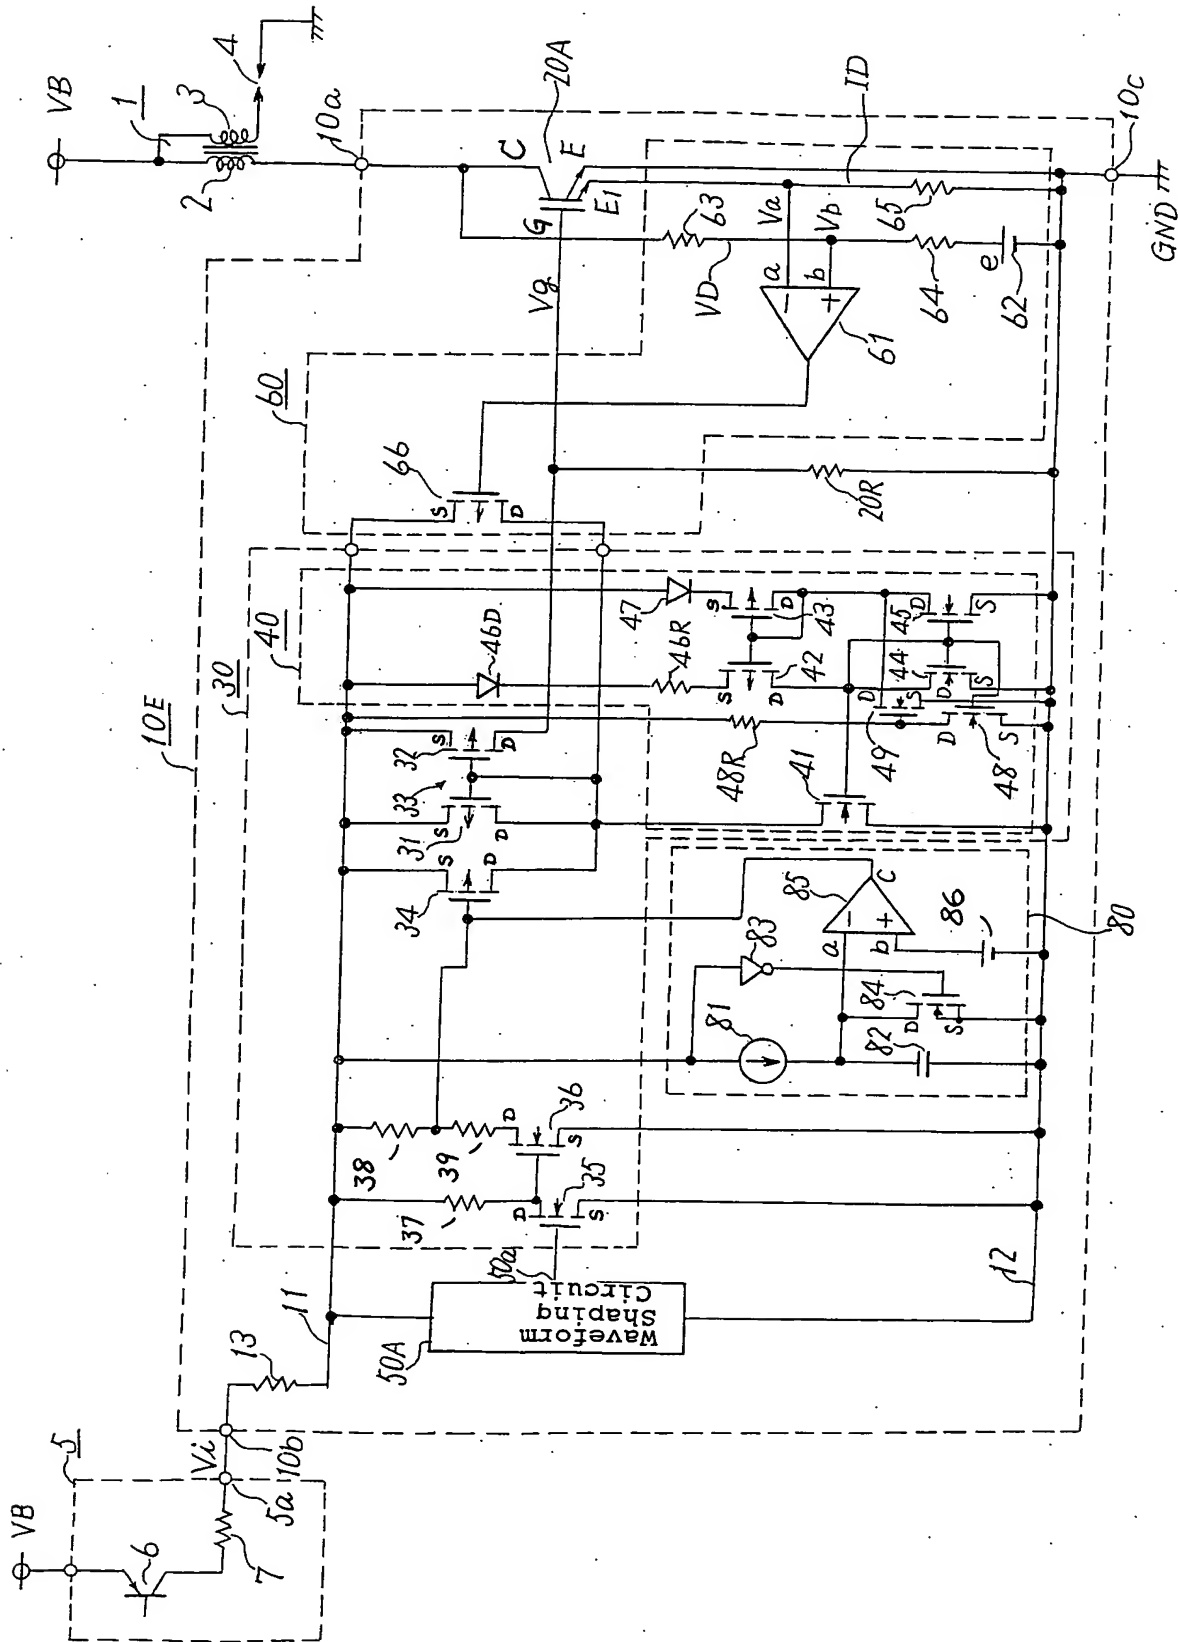 VB
5
6
7
5a
Vi
10b
13
11
50A
Waveform
Shaping
Circuit
50a
12
10E
30
37
38
39
D
S
35
D
S
36
34
S
D
31
S
D
33
32
S
D
81
82
83
D
S
84
a
b
85
C
86
80
40
46D
47
46R
S
D
42
S
D
43
48R
41
49
D
S
44
D
S
45
D
S
48
D
S
60
66
S
D
20R
Vg
61
a
b
Va
Vb
VD
63
64
e
62
65
ID
G
C
E
E1
20A
10a
10c
GND
VB
1
2
3
4